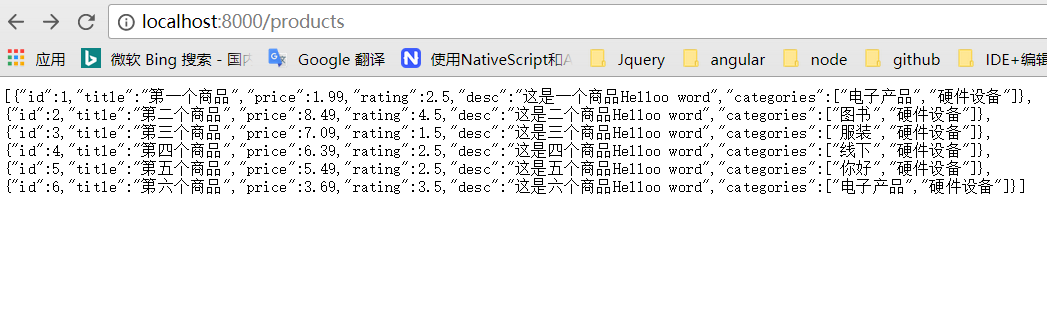 localhost:8000/products
应用 微软 Bing 搜索 - 国内 Google 翻译 使用NativeScript和A Jquery angular node github IDE+编辑
[{"id":1,"title":"第一个商品","price":1.99,"rating":2.5,"desc":"这是一个商品Helloo word","categories":["电子产品","硬件设备"]},
{"id":2,"title":"第二个商品","price":8.49,"rating":4.5,"desc":"这是二个商品Helloo word","categories":["图书","硬件设备"]},
{"id":3,"title":"第三个商品","price":7.09,"rating":1.5,"desc":"这是三个商品Helloo word","categories":["服装","硬件设备"]},
{"id":4,"title":"第四个商品","price":6.39,"rating":2.5,"desc":"这是四个商品Helloo word","categories":["线下","硬件设备"]},
{"id":5,"title":"第五个商品","price":5.49,"rating":2.5,"desc":"这是五个商品Helloo word","categories":["你好","硬件设备"]},
{"id":6,"title":"第六个商品","price":3.69,"rating":3.5,"desc":"这是六个商品Helloo word","categories":["电子产品","硬件设备"]}]